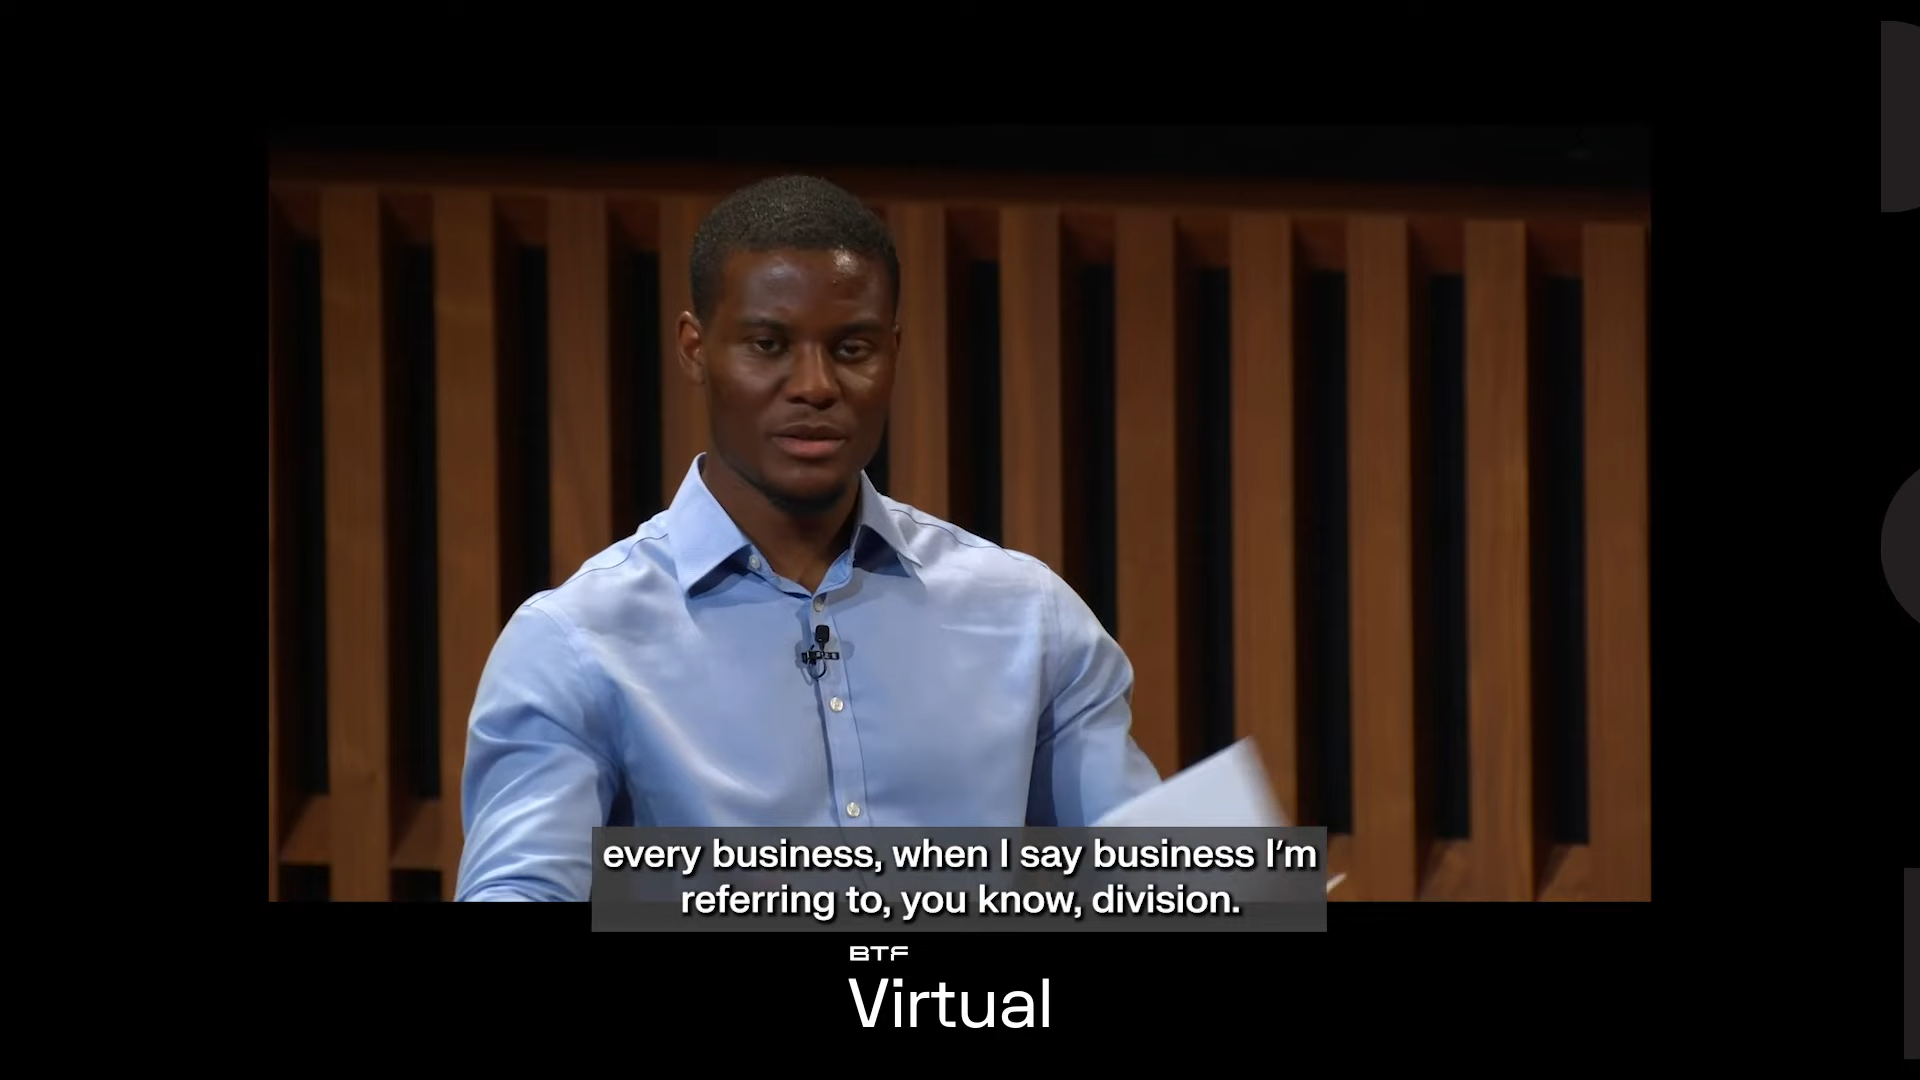 every business, when I say business I'm
referring to, you know, division.
BTF
Virtual